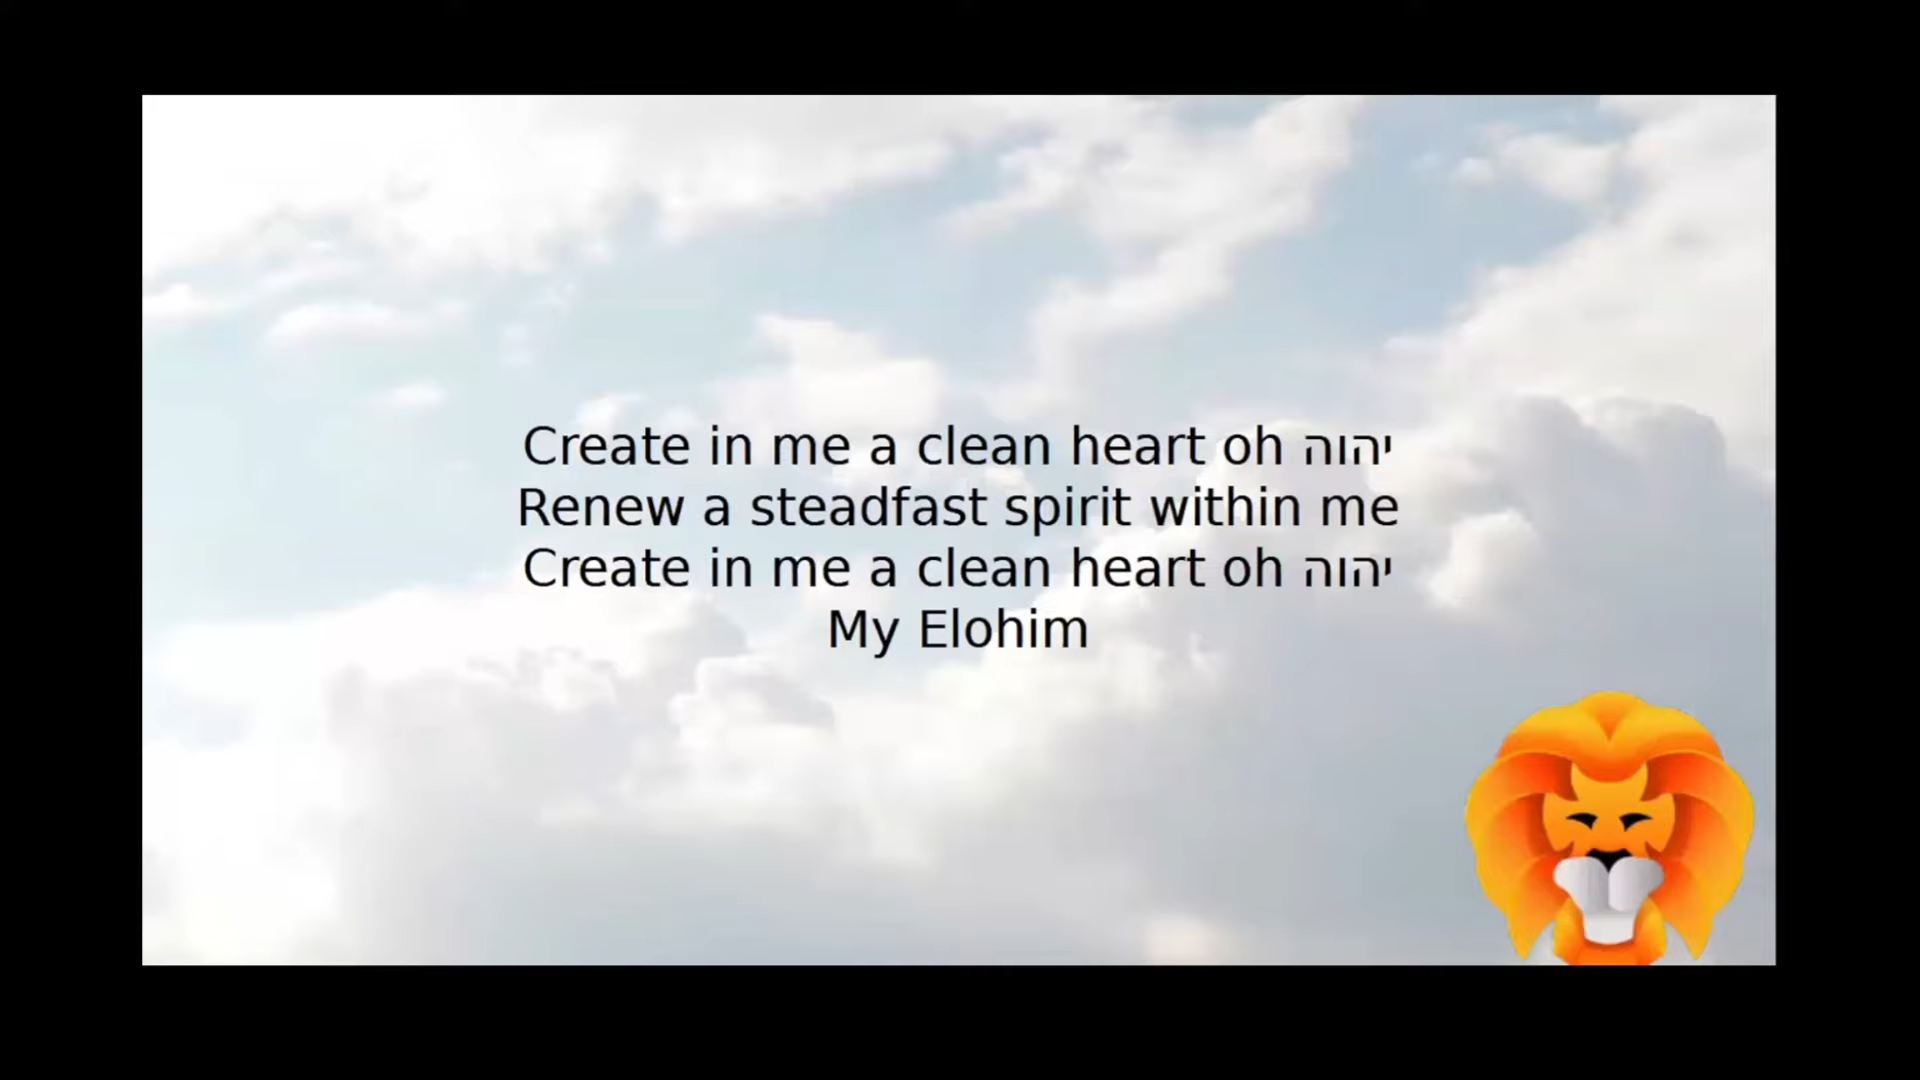 Create in me a clean heart oh יהוה
Renew a steadfast spirit within me
Create in me a clean heart oh יהוה
My Elohim